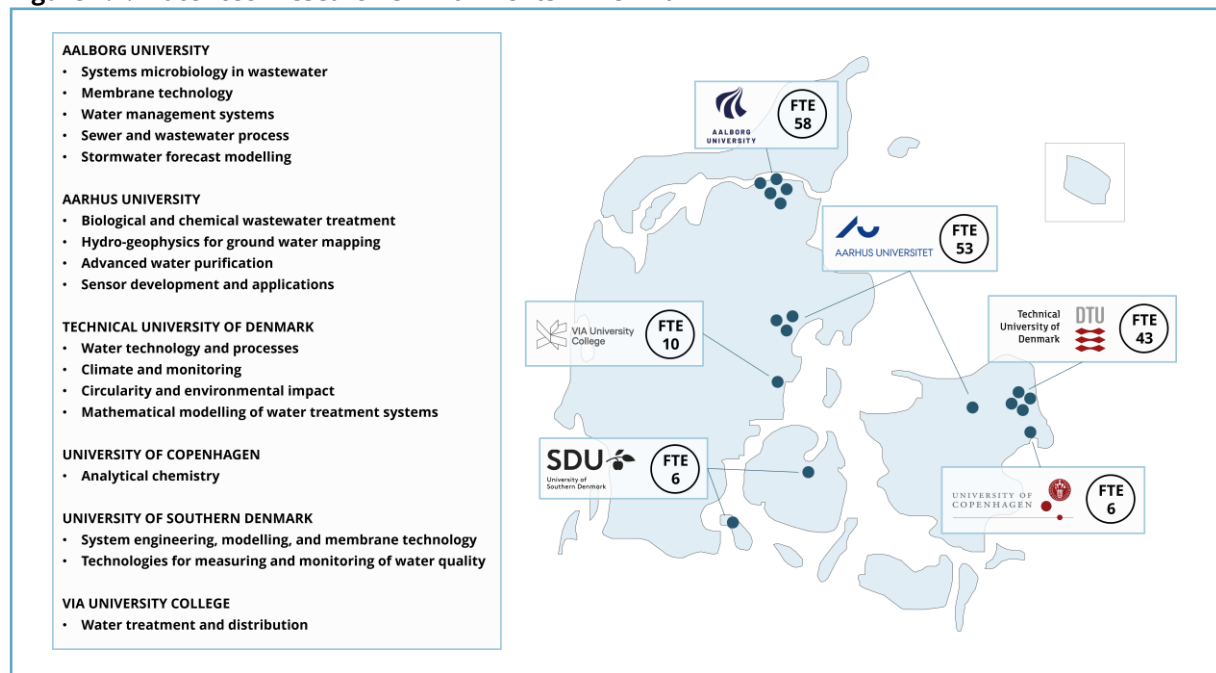 AALBORG UNIVERSITY
• Systems microbiology in wastewater
• Membrane technology
• Water management systems
• Sewer and wastewater process
• Stormwater forecast modelling
AARHUS UNIVERSITY
• Biological and chemical wastewater treatment
• Hydro-geophysics for ground water mapping
• Advanced water purification
• Sensor development and applications
TECHNICAL UNIVERSITY OF DENMARK
• Water technology and processes
• Climate and monitoring
• Circularity and environmental impact
• Mathematical modelling of water treatment systems
UNIVERSITY OF COPENHAGEN
• Analytical chemistry
UNIVERSITY OF SOUTHERN DENMARK
• System engineering, modelling, and membrane technology
• Technologies for measuring and monitoring of water quality
VIA UNIVERSITY COLLEGE
• Water treatment and distribution
AALBORG
UNIVERSITY
FTE
58
AARHUS UNIVERSITET
FTE
53
VIA University
College
FTE
10
Technical
University of
Denmark
DTU
FTE
43
SDU
University of
Southern Denmark
FTE
6
UNIVERSITY OF
COPENHAGEN
FTE
6